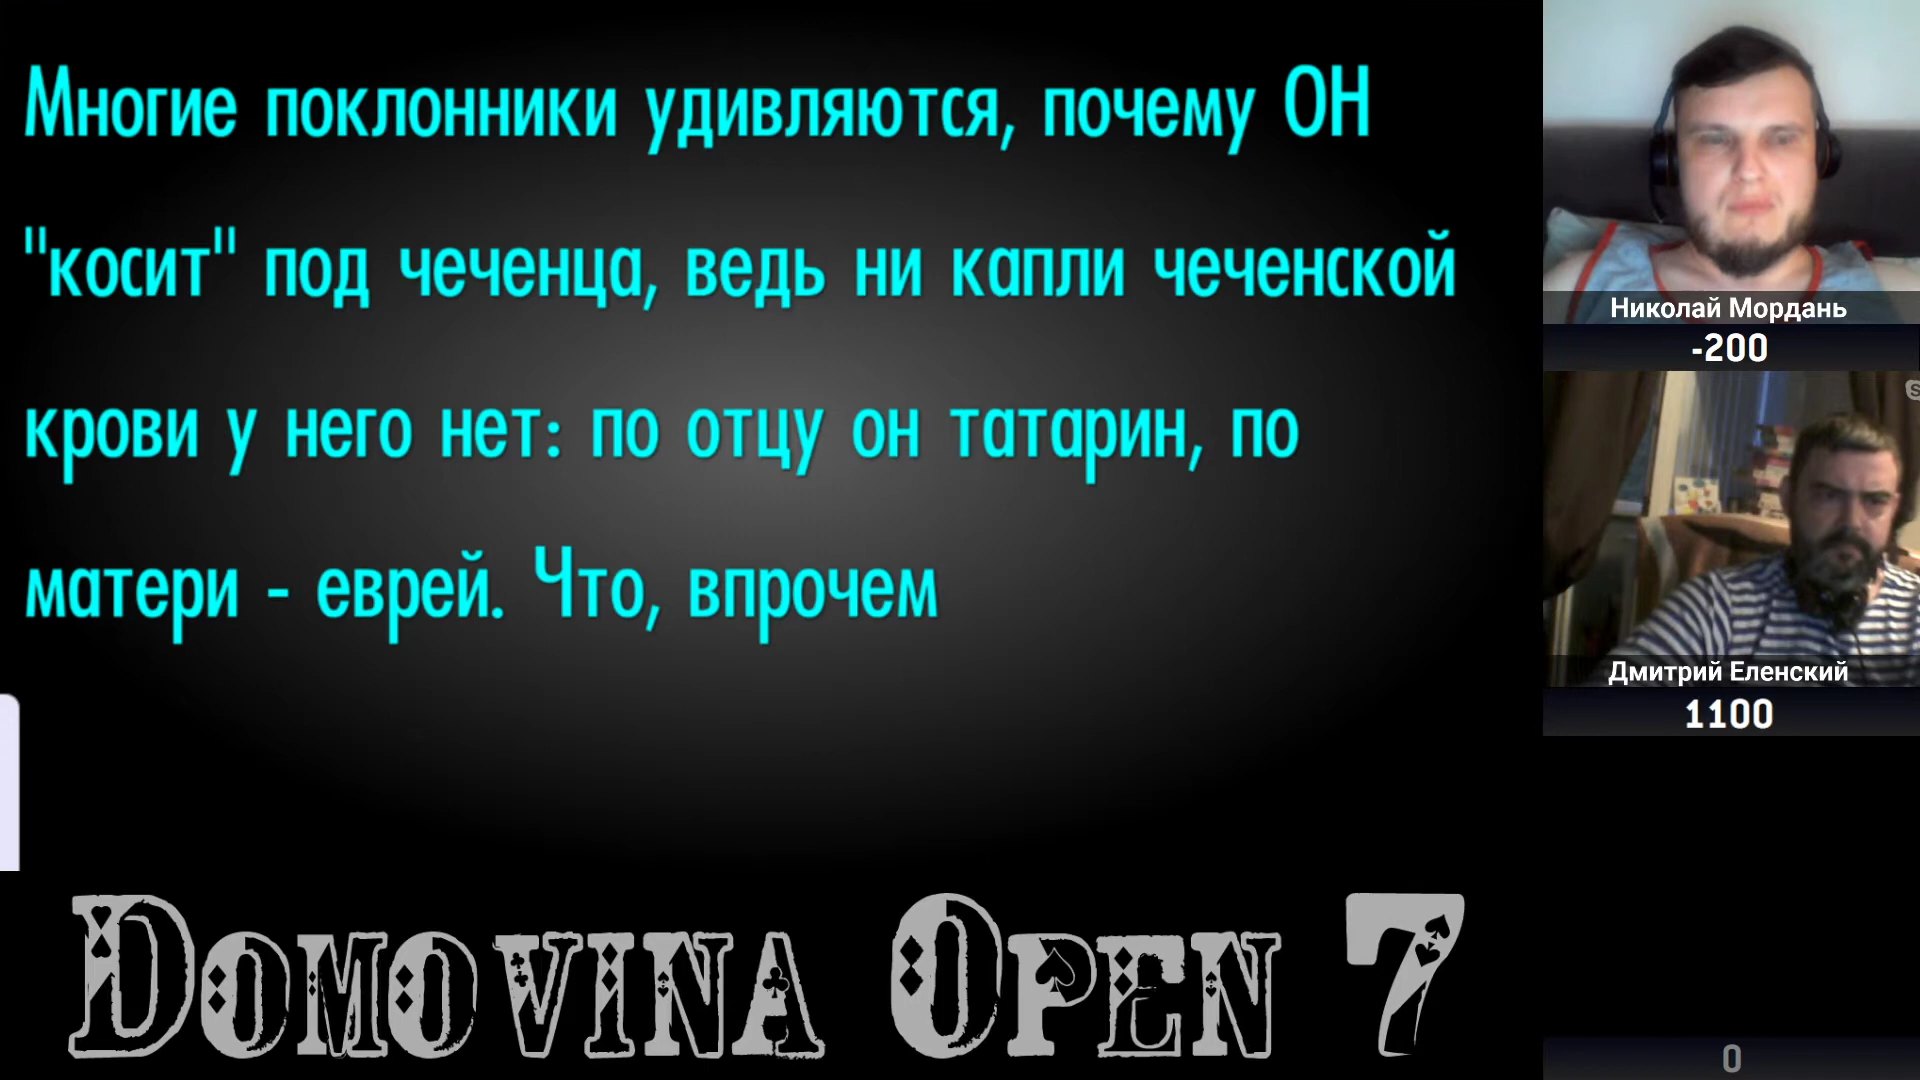 Многие поклонники удивляются, почему ОН
"косит" под чеченца, ведь ни капли чеченской
крови у него нет: по отцу он татарин, по
матери - еврей. Что, впрочем
Николай Мордань
-200
S
Дмитрий Еленский
1100
0
DOMOVINA OPEN 7